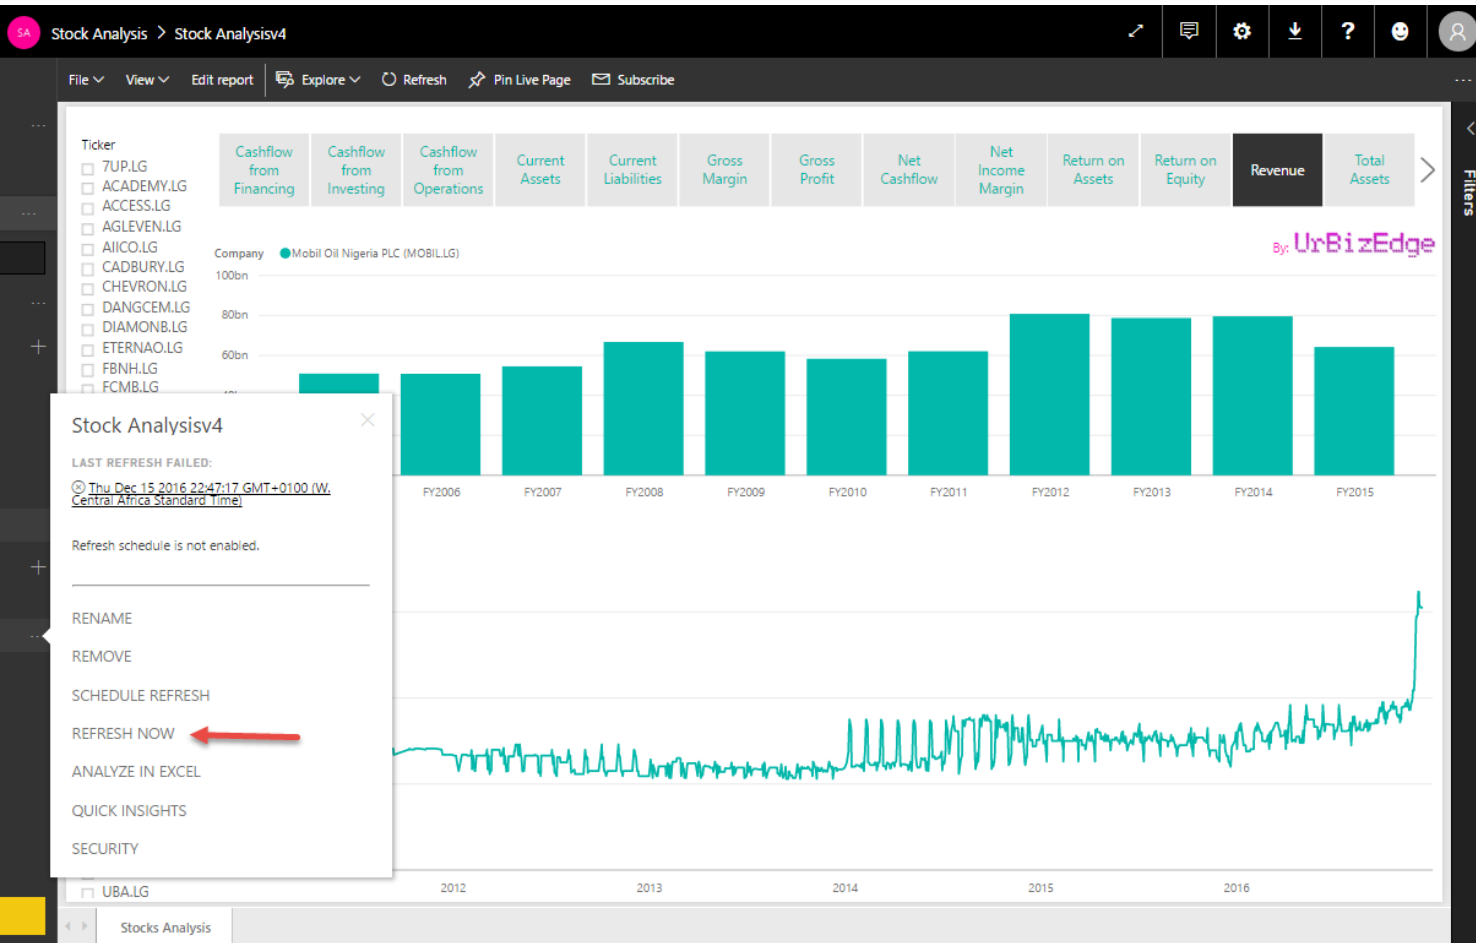 SA
Stock Analysis > Stock Analysisv4
?
File View Edit report Explore Refresh Pin Live Page Subscribe
Ticker
7UP.LG
ACADEMY.LG
ACCESS.LG
AGLEVEN.LG
AIICO.LG
CADBURY.LG
CHEVRON.LG
DANGCEM.LG
DIAMONB.LG
ETERNAO.LG
FBNH.LG
FCMB.LG
UBA.LG
Cashflow
from
Financing
Cashflow
from
Investing
Cashflow
from
Operations
Current
Assets
Current
Liabilities
Gross
Margin
Gross
Profit
Net
Cashflow
Net
Income
Margin
Return on
Assets
Return on
Equity
Revenue
Total
Assets
Filters
By: UrBizEdge
Company Mobil Oil Nigeria PLC (MOBIL.LG)
100bn
80bn
60bn
FY2006 FY2007 FY2008 FY2009 FY2010 FY2011 FY2012 FY2013 FY2014 FY2015
Stock Analysisv4
LAST REFRESH FAILED:
Thu Dec 15 2016 22:47:17 GMT+0100 (W.
Central Africa Standard Time)
Refresh schedule is not enabled.
RENAME
REMOVE
SCHEDULE REFRESH
REFRESH NOW
ANALYZE IN EXCEL
QUICK INSIGHTS
SECURITY
2012 2013 2014 2015 2016
Stocks Analysis